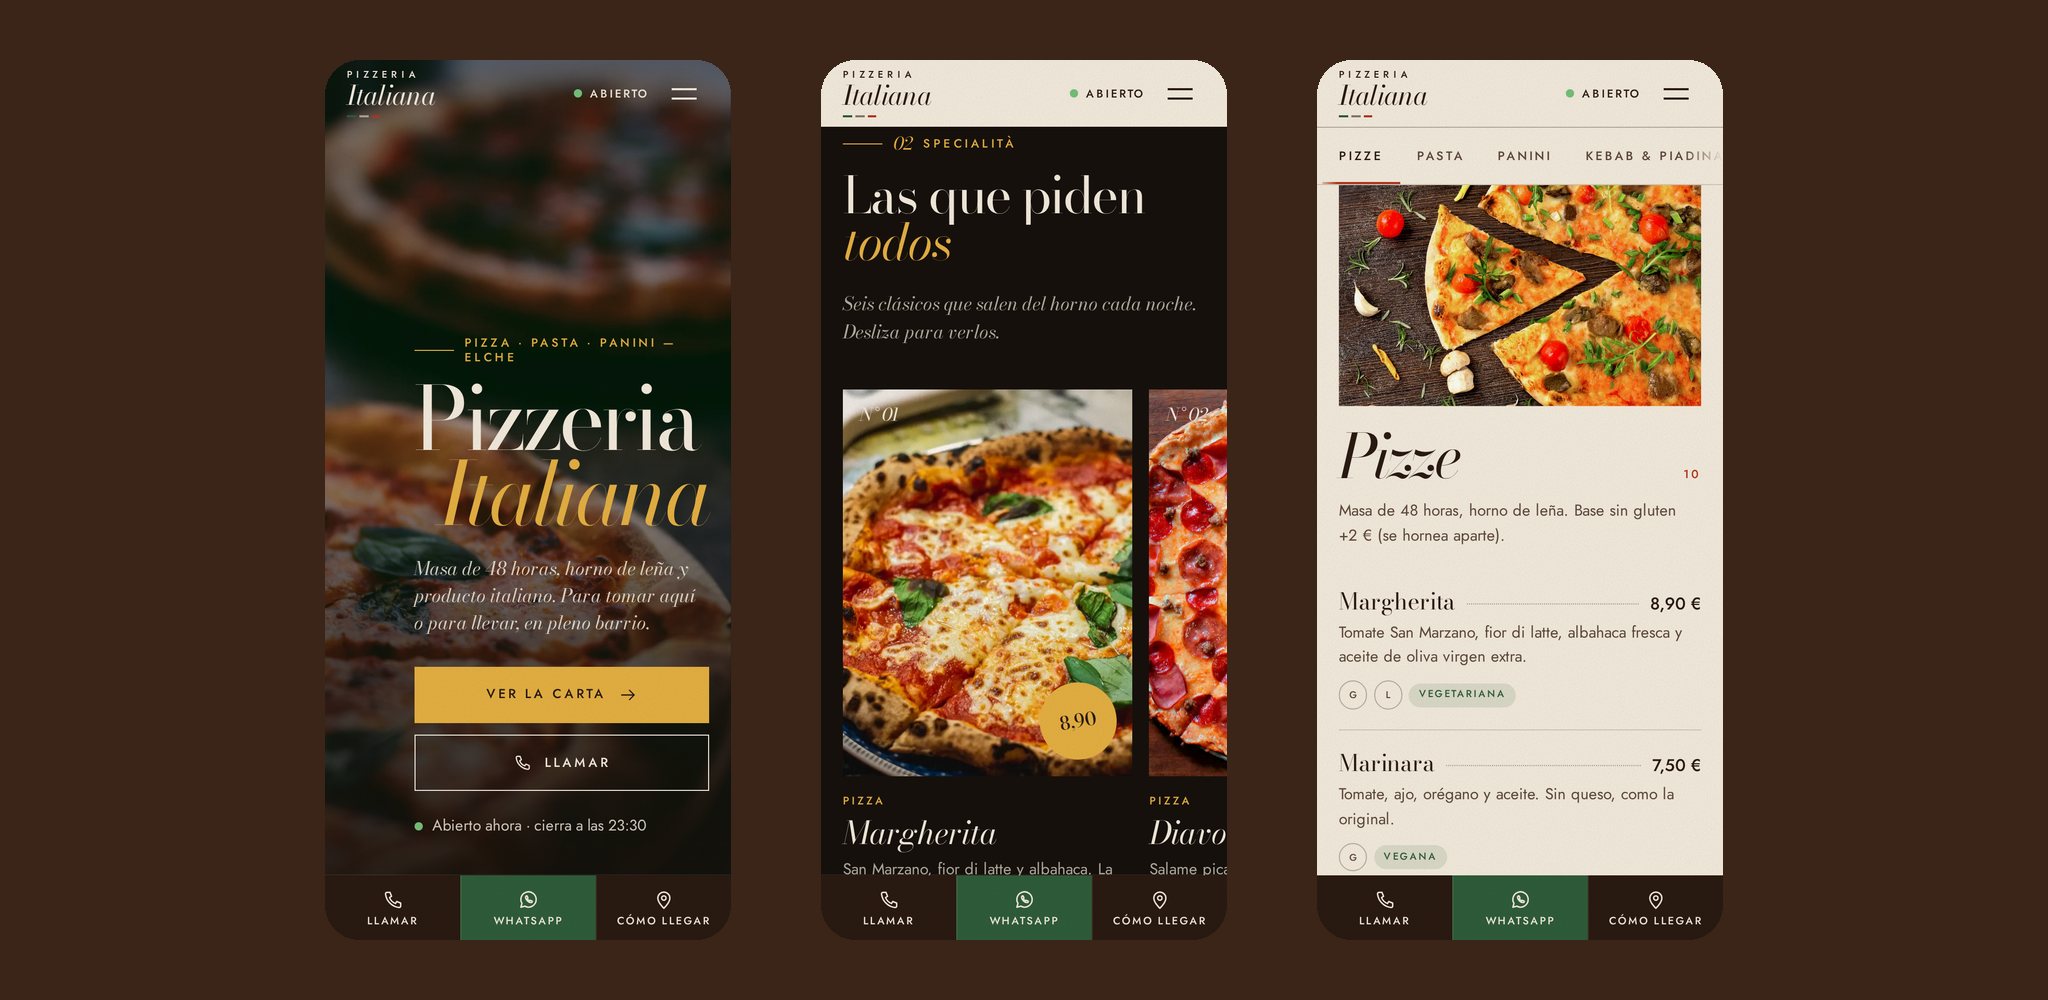 PIZZERIA
Italiana
ABIERTO
PIZZA · PASTA · PANINI —
ELCHE
Pizzeria
Italiana
Masa de 48 horas, horno de leña y
producto italiano. Para tomar aquí
o para llevar, en pleno barrio.
VER LA CARTA →
LLAMAR
Abierto ahora · cierra a las 23:30
LLAMAR
WHATSAPP
CÓMO LLEGAR
PIZZERIA
Italiana
ABIERTO
02 SPECIALITÀ
Las que piden
todos
Seis clásicos que salen del horno cada noche.
Desliza para verlos.
N°01
8,90
PIZZA
Margherita
San Marzano, fior di latte y albahaca. La
N°02
PIZZA
Diavo
Salame pica
LLAMAR
WHATSAPP
CÓMO LLEGAR
PIZZERIA
Italiana
ABIERTO
PIZZE
PASTA
PANINI
KEBAB & PIADINA
Pizze
10
Masa de 48 horas, horno de leña. Base sin gluten
+2 € (se hornea aparte).
Margherita 8,90 €
Tomate San Marzano, fior di latte, albahaca fresca y
aceite de oliva virgen extra.
G L VEGETARIANA
Marinara 7,50 €
Tomate, ajo, orégano y aceite. Sin queso, como la
original.
G VEGANA
LLAMAR
WHATSAPP
CÓMO LLEGAR